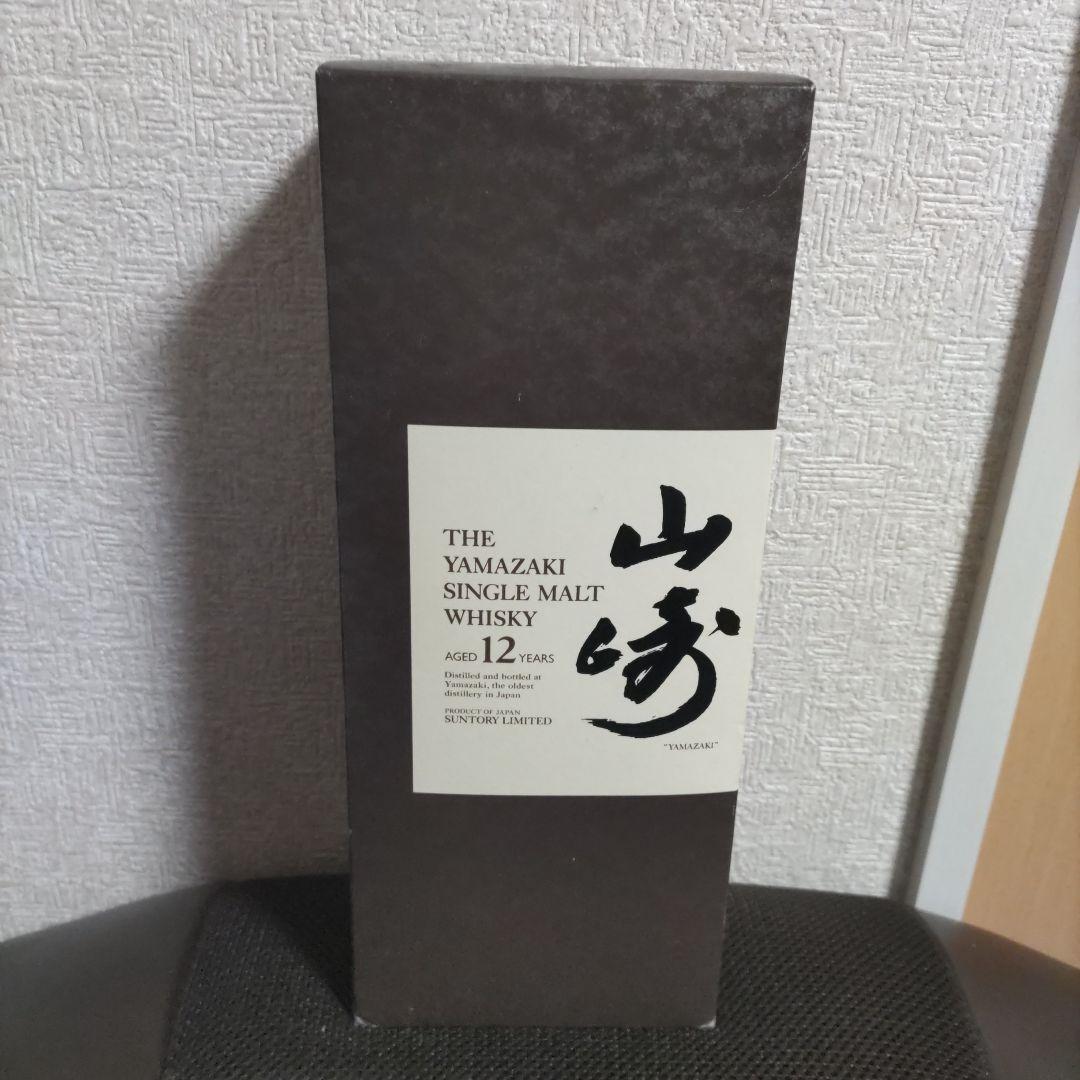 THE
YAMAZAKI
SINGLE MALT
WHISKY
AGED 12 YEARS
Distilled and bottled at
Yamazaki, the oldest
distillery in Japan
PRODUCT OF JAPAN
SUNTORY LIMITED
山崎
"YAMAZAKI"